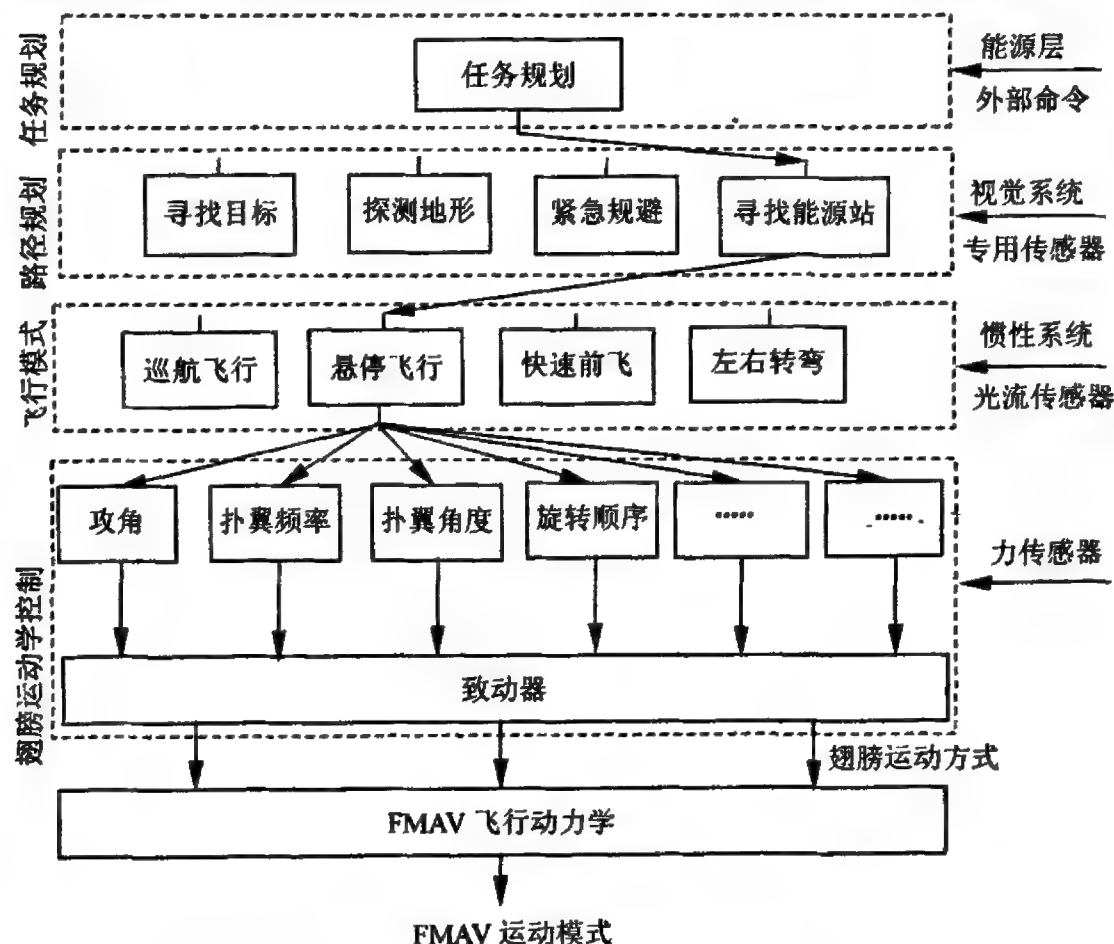 任务规划
任务规划
能源层
外部命令
路径规划
寻找目标
探测地形
紧急规避
寻找能源站
视觉系统
专用传感器
飞行模式
巡航飞行
悬停飞行
快速前飞
左右转弯
惯性系统
光流传感器
翅膀运动学控制
攻角
扑翼频率
扑翼角度
旋转顺序
·····
·····
力传感器
致动器
翅膀运动方式
FMAV 飞行动力学
FMAV 运动模式